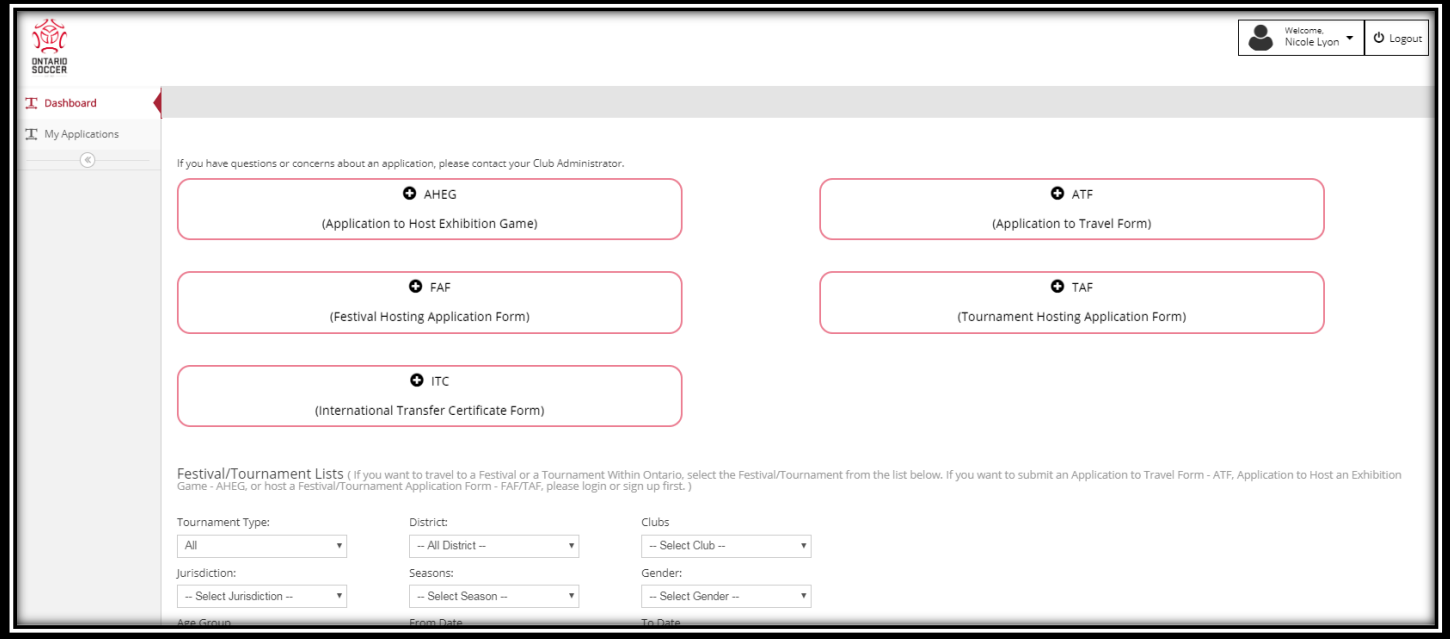 ONTARIO
SOCCER
Welcome,
Nicole Lyon
Logout
Dashboard
My Applications
If you have questions or concerns about an application, please contact your Club Administrator.
AHEG
(Application to Host Exhibition Game)
ATF
(Application to Travel Form)
FAF
(Festival Hosting Application Form)
TAF
(Tournament Hosting Application Form)
ITC
(International Transfer Certificate Form)
Festival/Tournament Lists ( If you want to travel to a Festival or a Tournament Within Ontario, select the Festival/Tournament from the list below. If you want to submit an Application to Travel Form - ATF, Application to Host an Exhibition
Game - AHEG, or host a Festival/Tournament Application Form - FAF/TAF, please login or sign up first. )
Tournament Type: District: Clubs
All -- All District -- -- Select Club --
Jurisdiction: Seasons: Gender:
-- Select Jurisdiction -- -- Select Season -- -- Select Gender --
Age Group From Date To Date